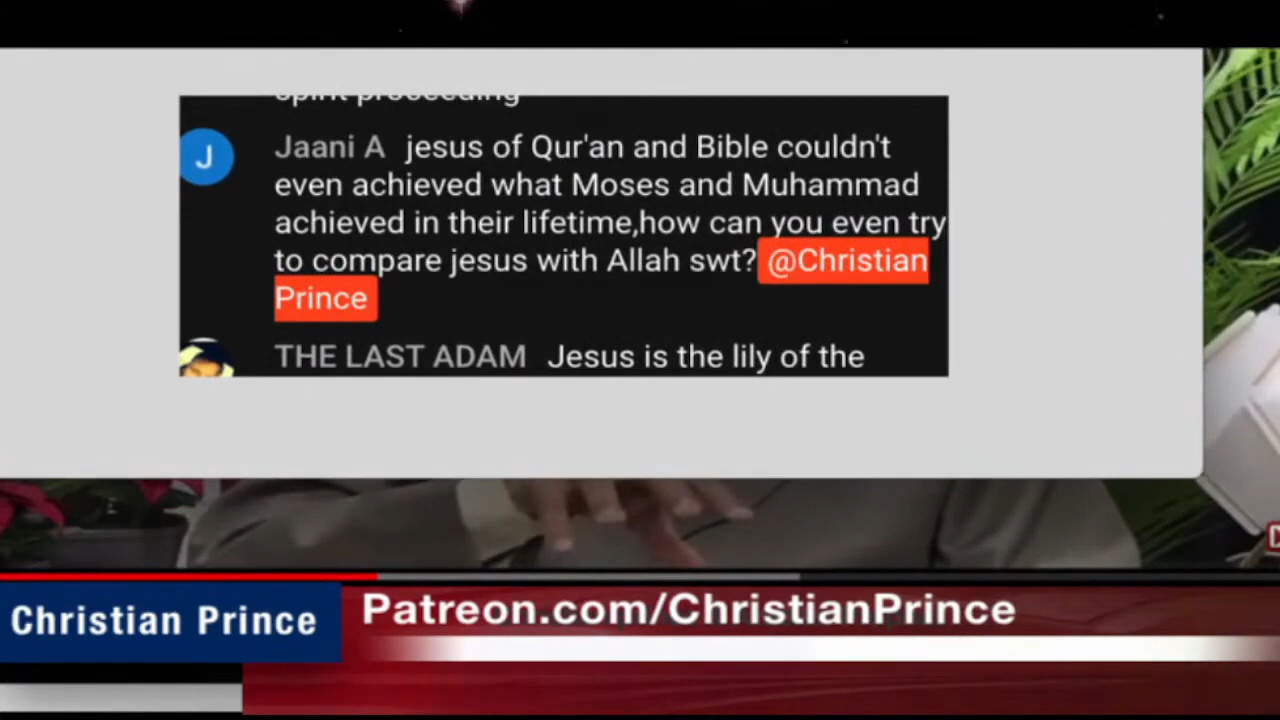 spirit proceeding
J
Jaani A jesus of Qur'an and Bible couldn't
even achieved what Moses and Muhammad
achieved in their lifetime,how can you even try
to compare jesus with Allah swt? @Christian
Prince
THE LAST ADAM Jesus is the lily of the
Christian Prince
Patreon.com/ChristianPrince